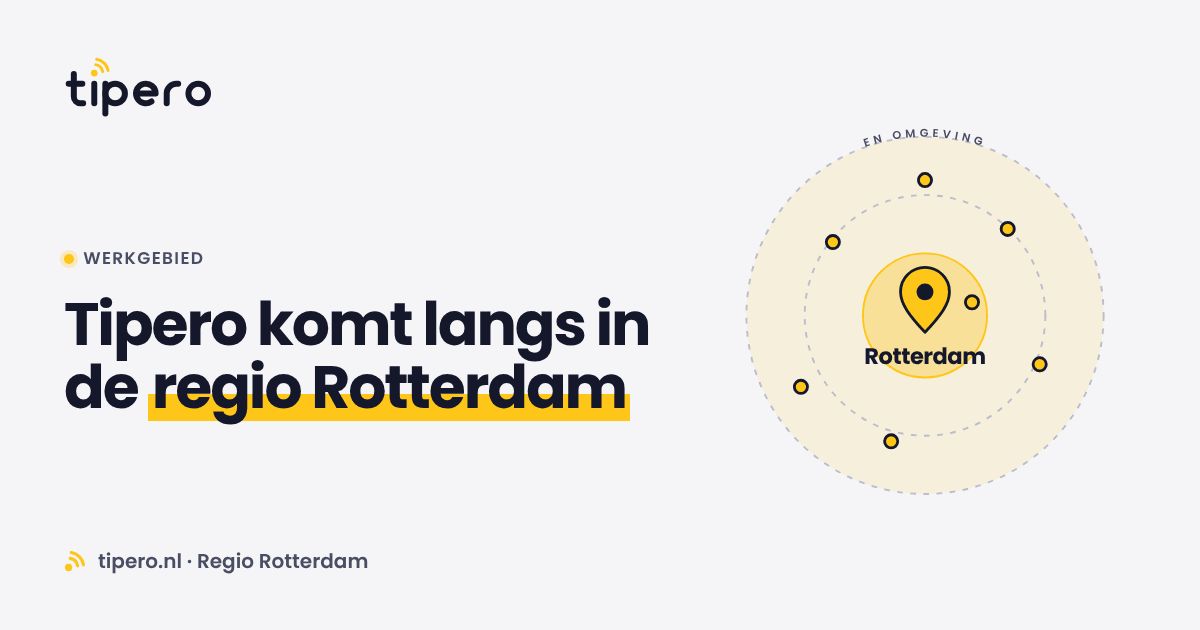 tipero
WERKGEBIED
Tipero komt langs in
de regio Rotterdam
tipero.nl · Regio Rotterdam
EN OMGEVING
Rotterdam